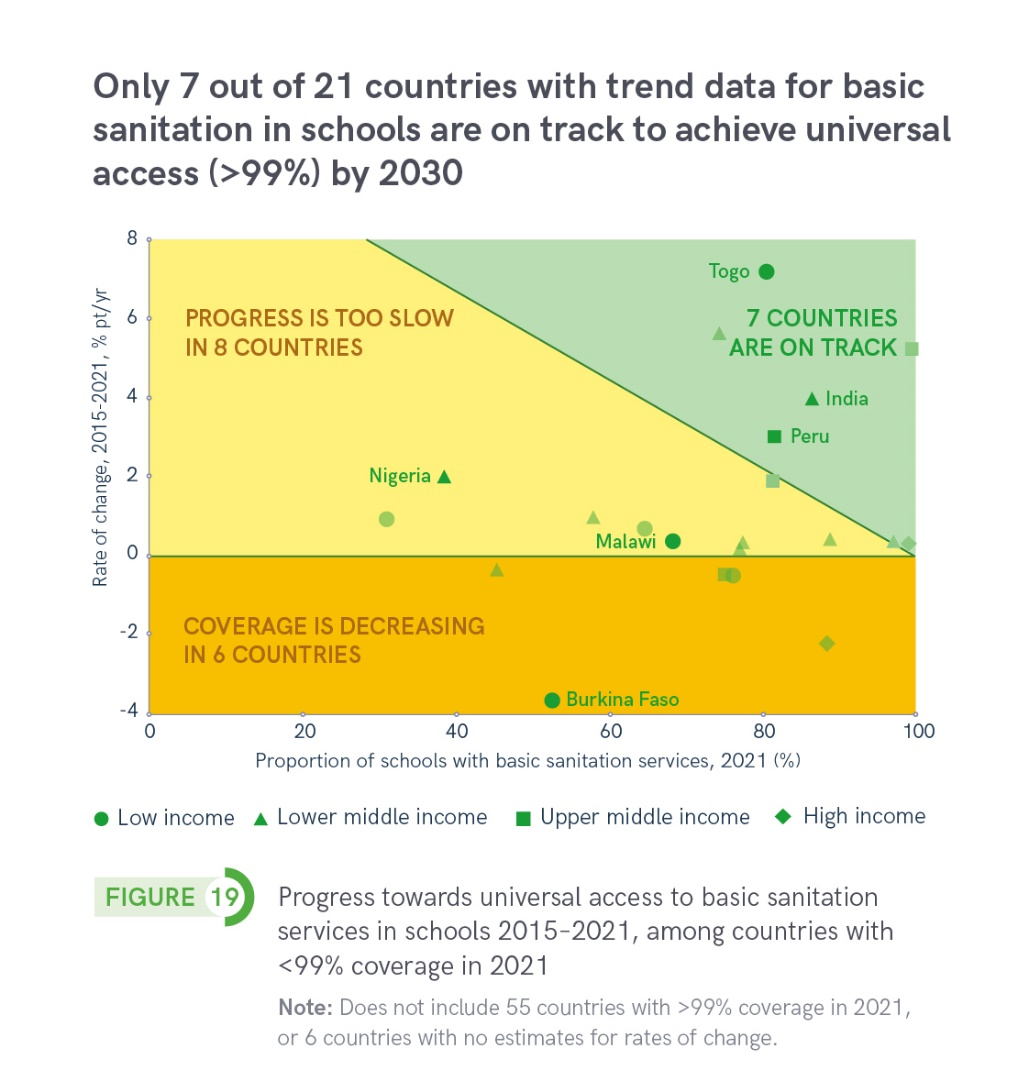 Only 7 out of 21 countries with trend data for basic
sanitation in schools are on track to achieve universal
access (>99%) by 2030
8
6
4
2
0
-2
-4
Rate of change, 2015-2021, % pt/yr
Togo
PROGRESS IS TOO SLOW
IN 8 COUNTRIES
7 COUNTRIES
ARE ON TRACK
India
Peru
Nigeria
Malawi
COVERAGE IS DECREASING
IN 6 COUNTRIES
Burkina Faso
0 20 40 60 80 100
Proportion of schools with basic sanitation services, 2021 (%)
Low income Lower middle income Upper middle income High income
FIGURE 19
Progress towards universal access to basic sanitation
services in schools 2015–2021, among countries with
<99% coverage in 2021
Note: Does not include 55 countries with >99% coverage in 2021,
or 6 countries with no estimates for rates of change.